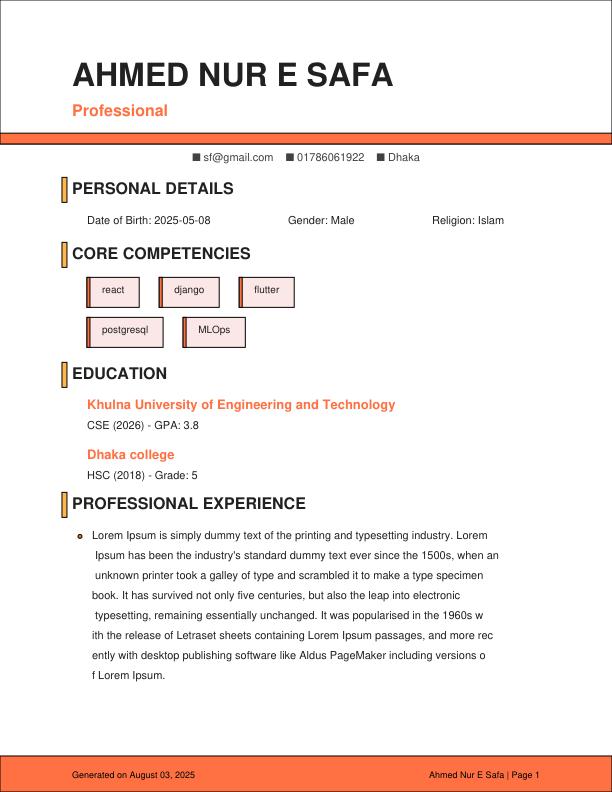 AHMED NUR E SAFA
Professional
■ sf@gmail.com ■ 01786061922 ■ Dhaka
PERSONAL DETAILS
Date of Birth: 2025-05-08 Gender: Male Religion: Islam
CORE COMPETENCIES
react django flutter
postgresql MLOps
EDUCATION
Khulna University of Engineering and Technology
CSE (2026) - GPA: 3.8
Dhaka college
HSC (2018) - Grade: 5
PROFESSIONAL EXPERIENCE
Lorem Ipsum is simply dummy text of the printing and typesetting industry. Lorem
Ipsum has been the industry's standard dummy text ever since the 1500s, when an
unknown printer took a galley of type and scrambled it to make a type specimen
book. It has survived not only five centuries, but also the leap into electronic
typesetting, remaining essentially unchanged. It was popularised in the 1960s w
ith the release of Letraset sheets containing Lorem Ipsum passages, and more rec
ently with desktop publishing software like Aldus PageMaker including versions o
f Lorem Ipsum.
Generated on August 03, 2025 Ahmed Nur E Safa | Page 1